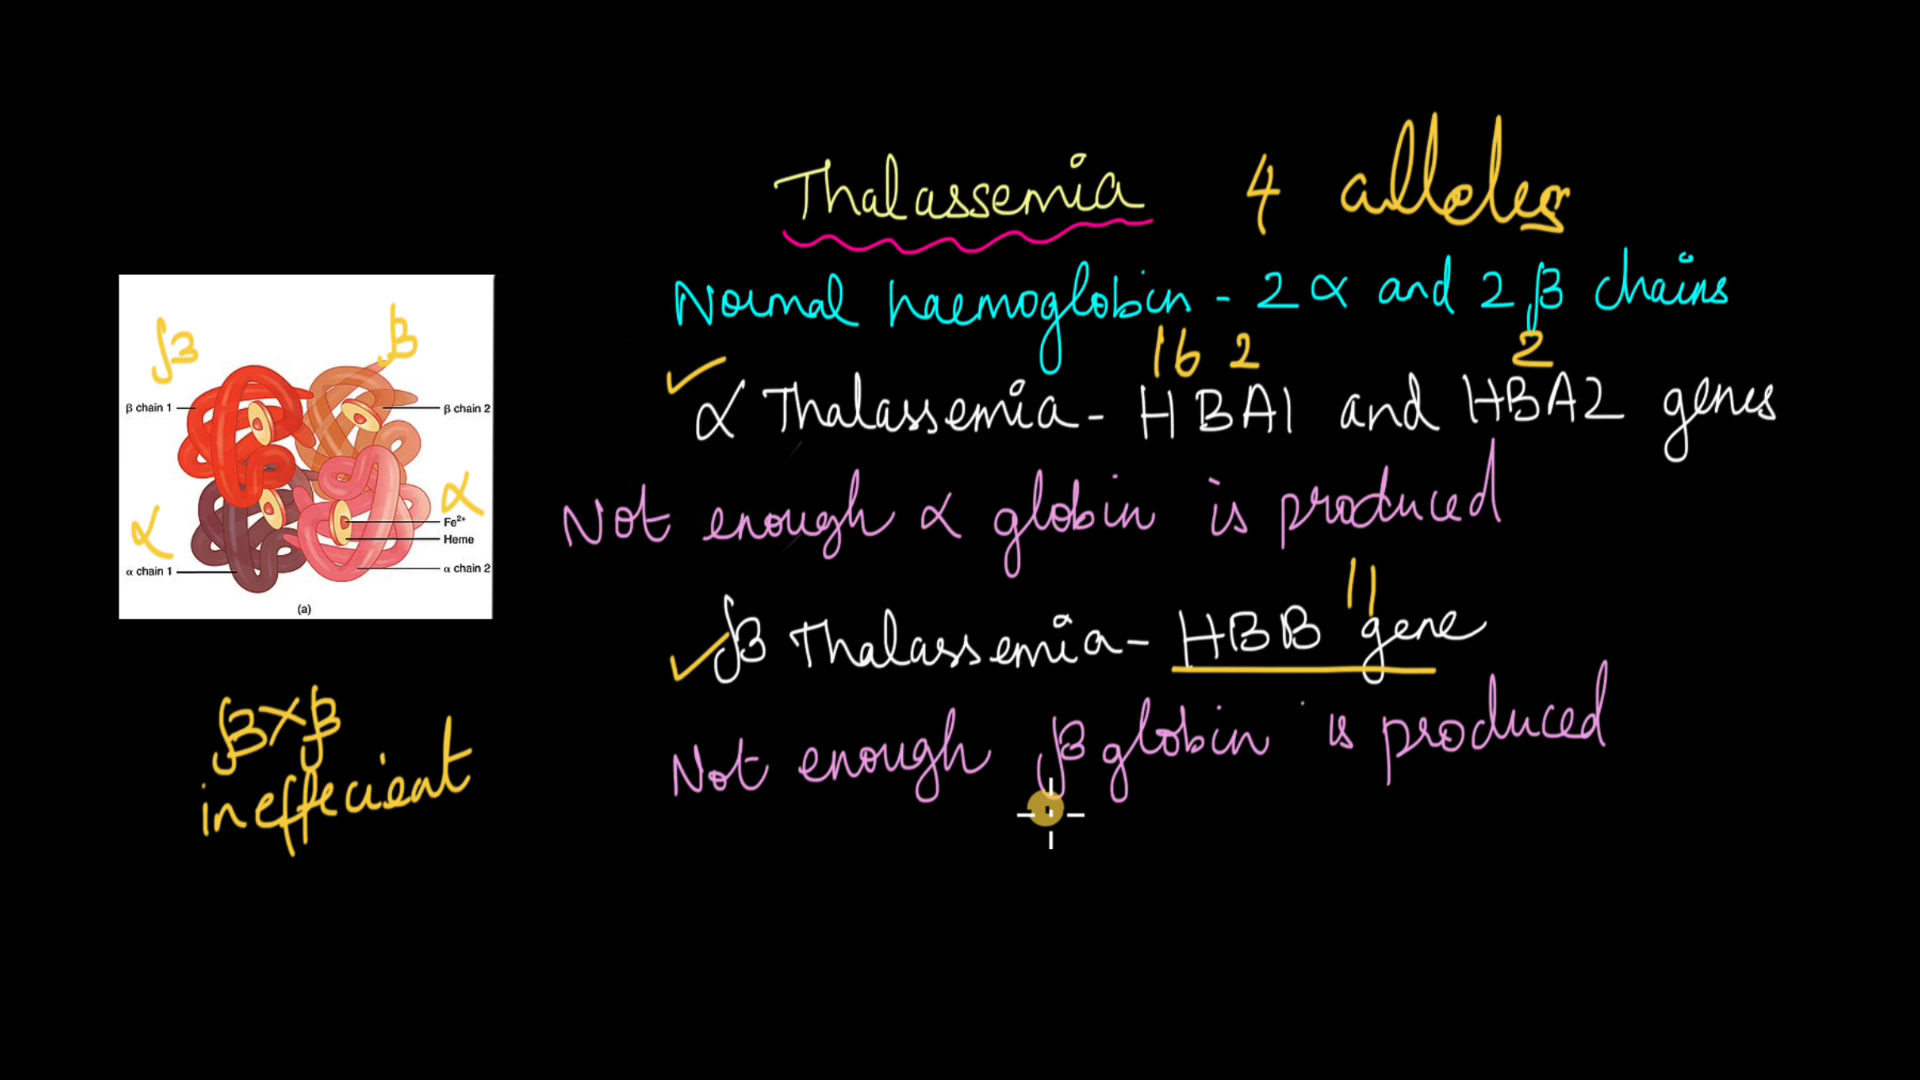 Thalassemia 4 alleles
Normal haemoglobin - 2 α and 2 β chains
16 2 2
α Thalassemia - HBA1 and HBA2 genes
Not enough α globin is produced
11
β Thalassemia - HBB gene
Not enough β globin is produced
β β
β chain 1
β chain 2
α α
Fe2+
Heme
α chain 1
α chain 2
(a)
β×β
ineffecient